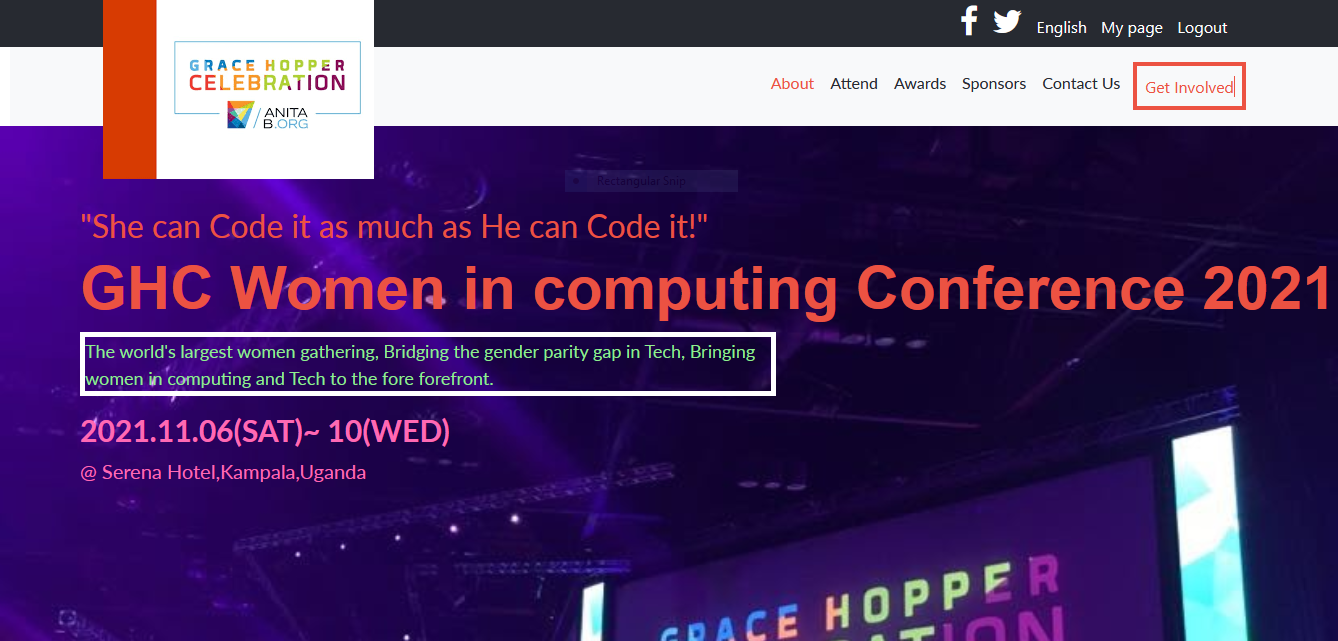 English My page Logout
GRACE HOPPER
CELEBRATION
ANITA
B.ORG
About Attend Awards Sponsors Contact Us Get Involved
Rectangular Snip
"She can Code it as much as He can Code it!"
GHC Women in computing Conference 2021
The world's largest women gathering, Bridging the gender parity gap in Tech, Bringing
women in computing and Tech to the fore forefront.
2021.11.06(SAT)~ 10(WED)
@ Serena Hotel,Kampala,Uganda
GRACE HOPPER
CELEBRATION